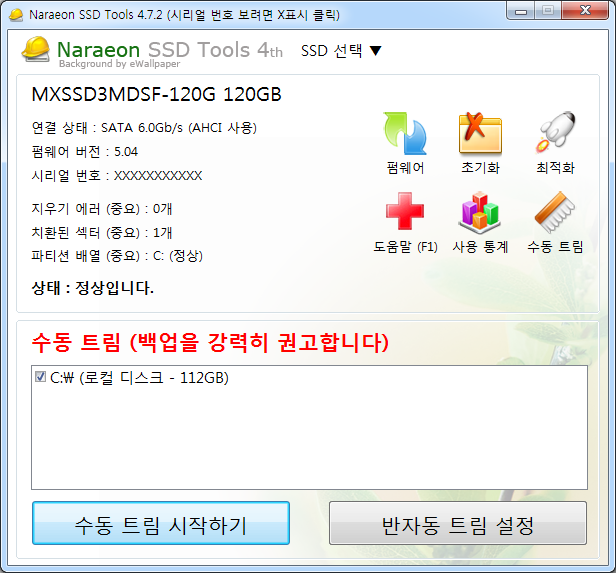 Naraeon SSD Tools 4.7.2 (시리얼 번호 보려면 X표시 클릭)
Naraeon SSD Tools 4th SSD 선택 ▼
Background by eWallpaper
MXSSD3MDSF-120G 120GB
연결 상태 : SATA 6.0Gb/s (AHCI 사용)
펌웨어 버전 : 5.04
시리얼 번호 : XXXXXXXXXXX
지우기 에러 (중요) : 0개
치환된 섹터 (중요) : 1개
파티션 배열 (중요) : C: (정상)
상태 : 정상입니다.
펌웨어 초기화 최적화
도움말 (F1) 사용 통계 수동 트림
수동 트림 (백업을 강력히 권고합니다)
C:₩ (로컬 디스크 - 112GB)
수동 트림 시작하기 반자동 트림 설정